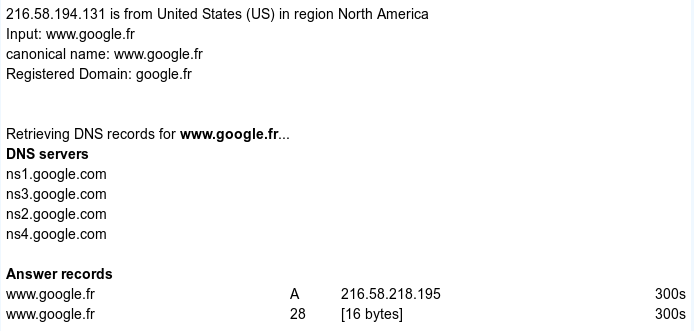 216.58.194.131 is from United States (US) in region North America
Input: www.google.fr
canonical name: www.google.fr
Registered Domain: google.fr
Retrieving DNS records for www.google.fr...
DNS servers
ns1.google.com
ns3.google.com
ns2.google.com
ns4.google.com
Answer records
www.google.fr A 216.58.218.195 300s
www.google.fr 28 [16 bytes] 300s